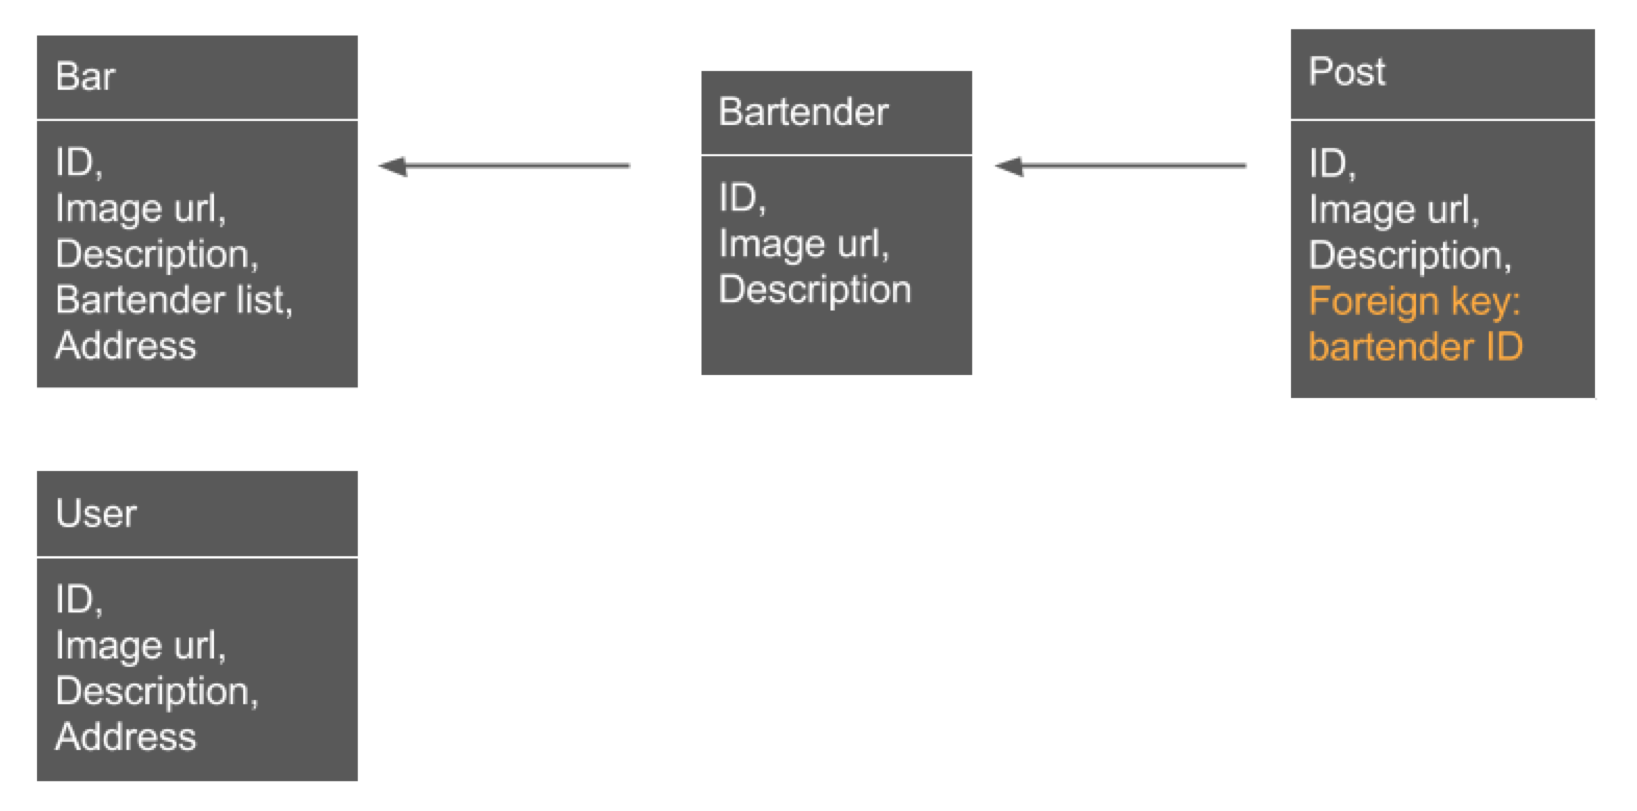 Bar
ID,
Image url,
Description,
Bartender list,
Address
Bartender
ID,
Image url,
Description
Post
ID,
Image url,
Description,
Foreign key:
bartender ID
User
ID,
Image url,
Description,
Address